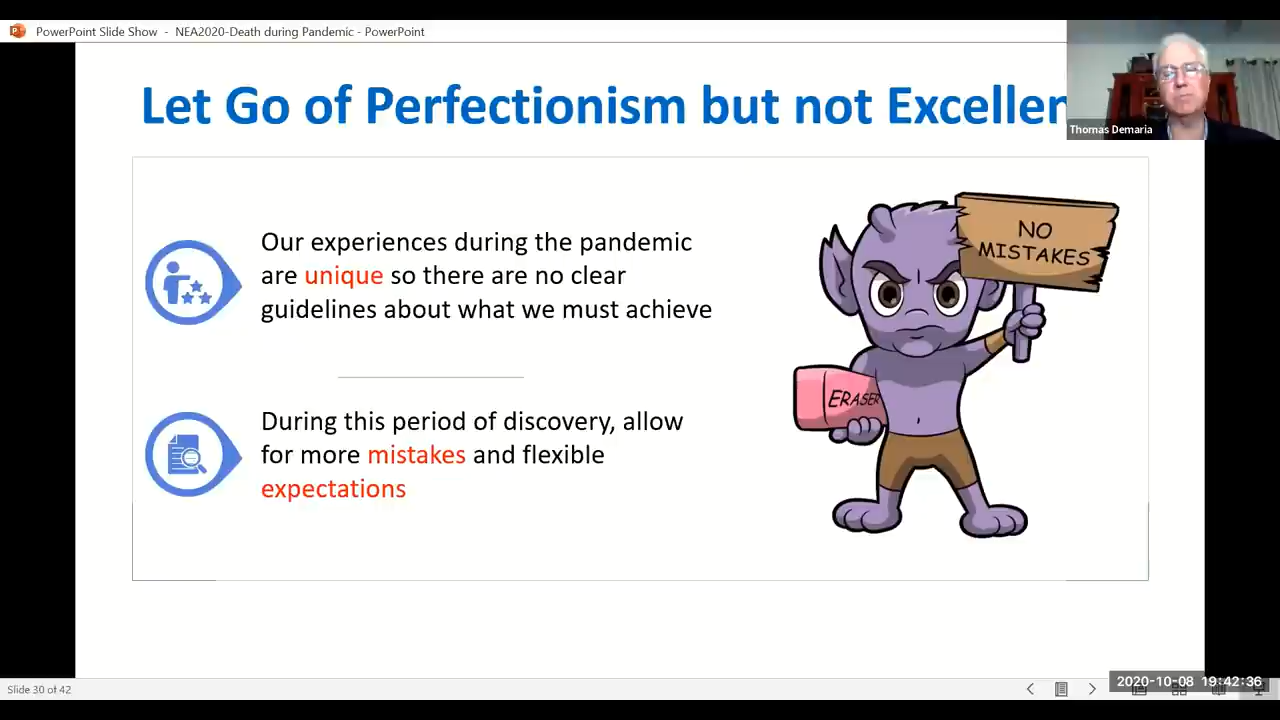 PowerPoint Slide Show - NEA2020-Death during Pandemic - PowerPoint
Let Go of Perfectionism but not Excellen
Thomas Demaria
NO
MISTAKES
Our experiences during the pandemic
are unique so there are no clear
guidelines about what we must achieve
ERASER
During this period of discovery, allow
for more mistakes and flexible
expectations
Slide 30 of 42
2020-10-08 19:42:36